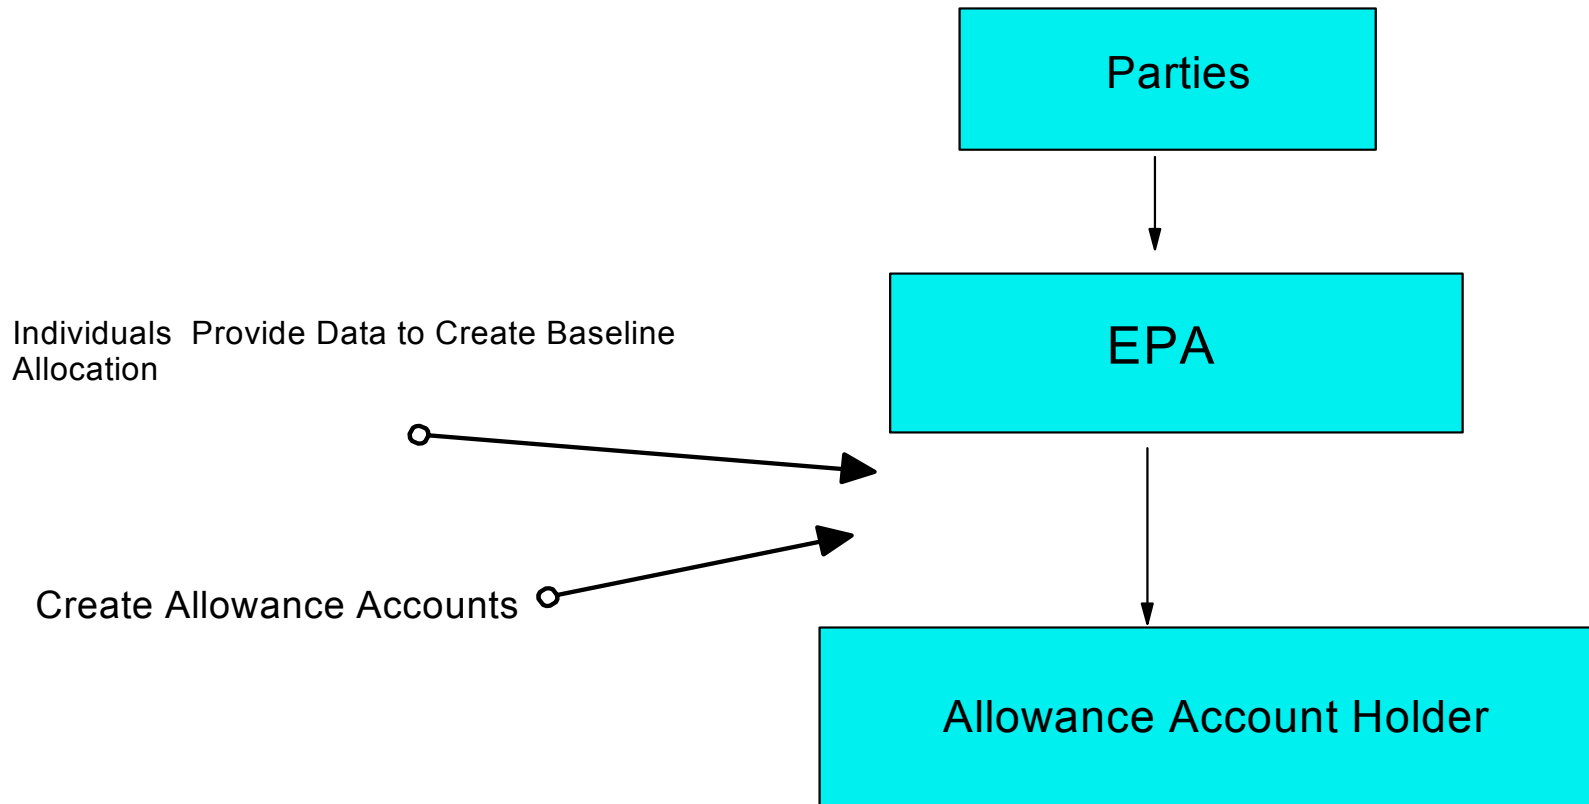 Parties
EPA
Individuals Provide Data to Create Baseline
Allocation
Create Allowance Accounts
Allowance Account Holder